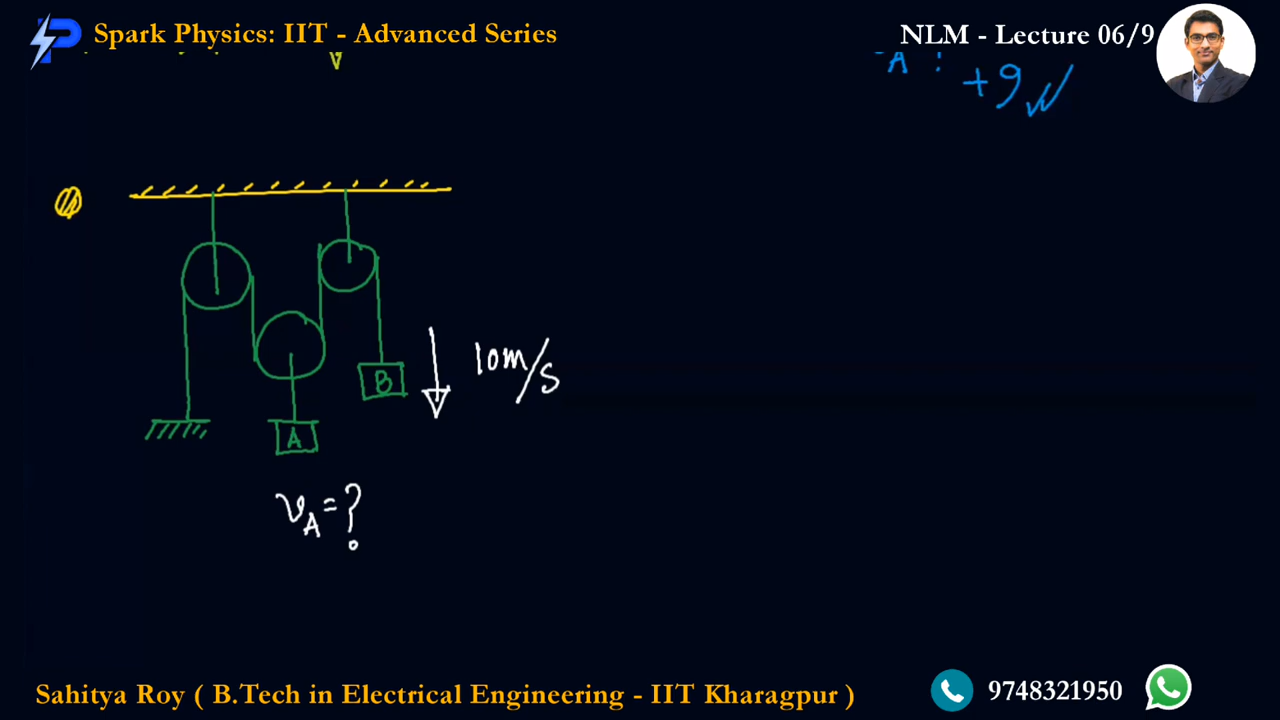 Spark Physics: IIT - Advanced Series
NLM - Lecture 06/9
A :
+9
10m/s
B
A
v_A = ?
Sahitya Roy ( B.Tech in Electrical Engineering - IIT Kharagpur )
9748321950